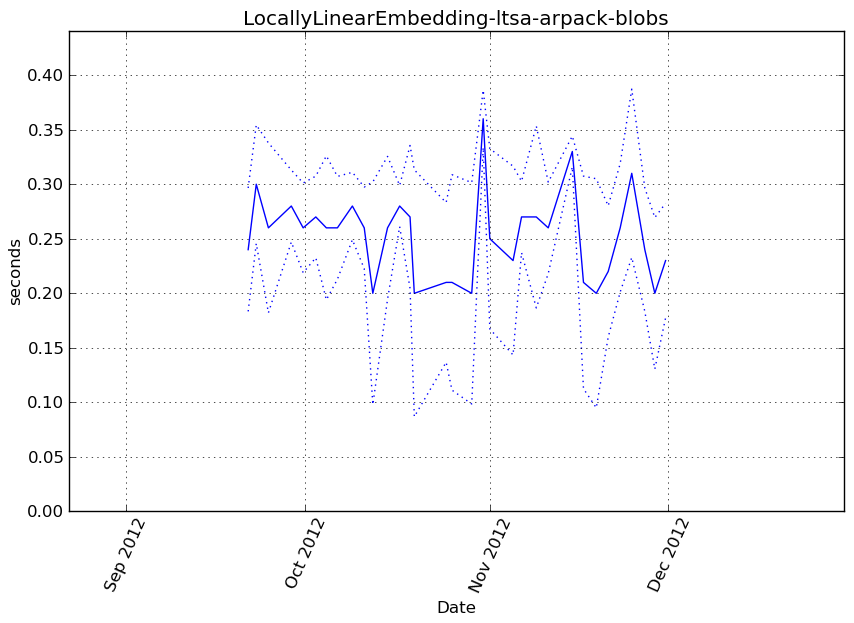 LocallyLinearEmbedding-ltsa-arpack-blobs
0.40
0.35
0.30
0.25
0.20
0.15
0.10
0.05
0.00
seconds
Sep 2012
Oct 2012
Nov 2012
Dec 2012
Date